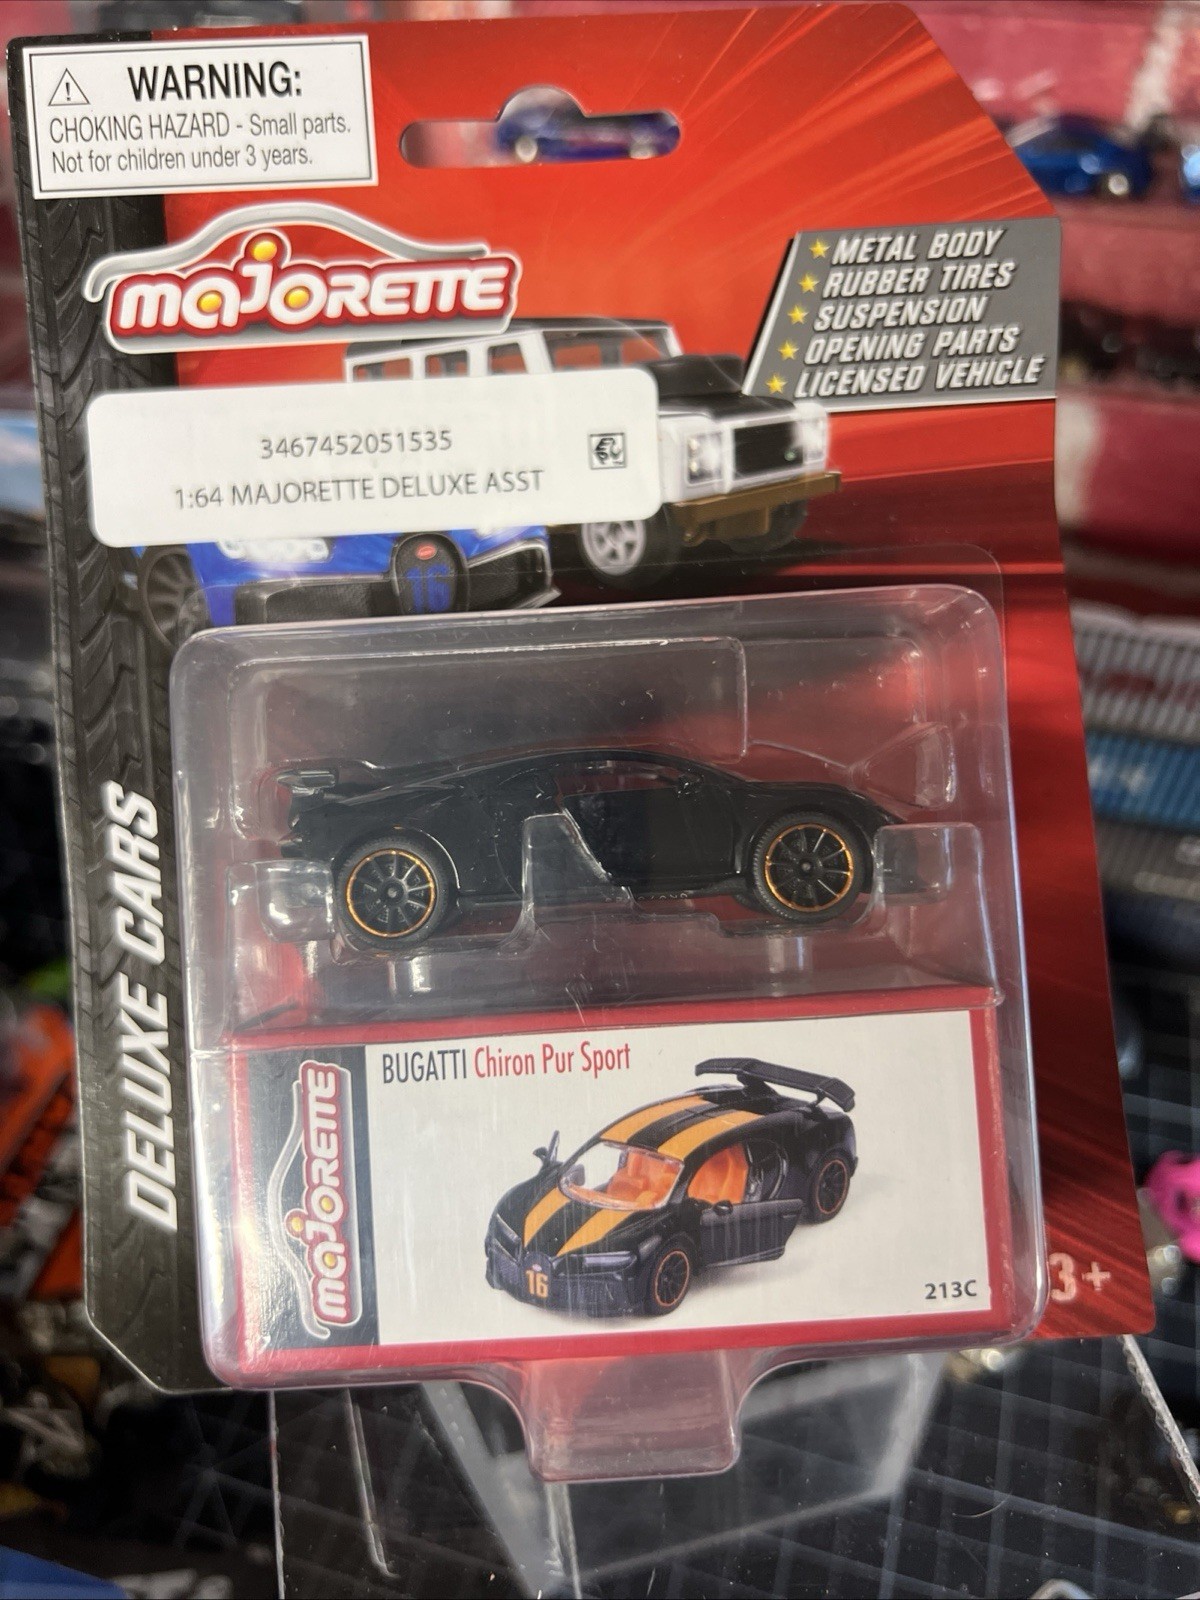 WARNING:
CHOKING HAZARD - Small parts.
Not for children under 3 years.
MAJORETTE
METAL BODY
RUBBER TIRES
SUSPENSION
OPENING PARTS
LICENSED VEHICLE
3467452051535
1:64 MAJORETTE DELUXE ASST
16
DELUXE CARS
BUGATTI Chiron Pur Sport
MAJORETTE
16
213C
3+